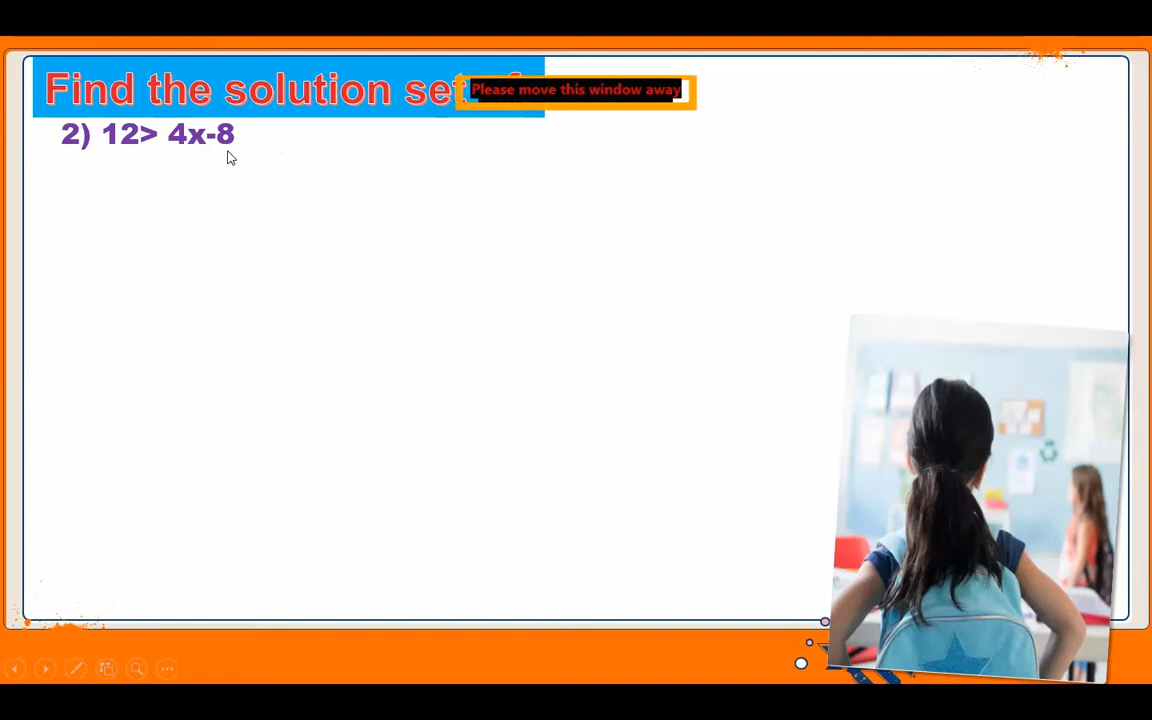 Find the solution set
Please move this window away
2) 12> 4x-8